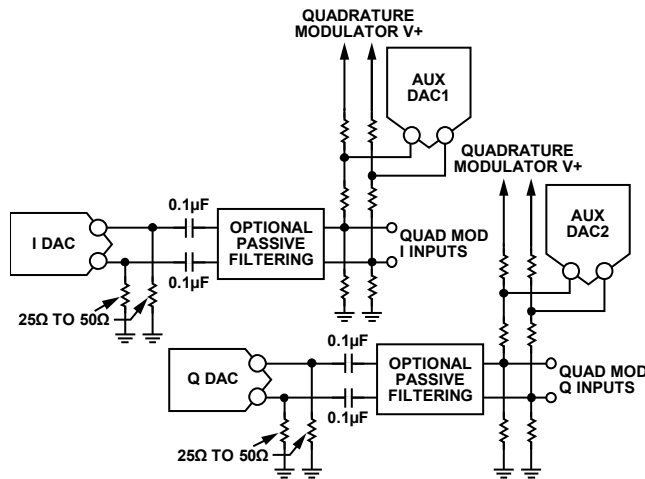 QUADRATURE
MODULATOR V+
AUX
DAC1
QUADRATURE
MODULATOR V+
AUX
DAC2
0.1µF
I DAC
OPTIONAL
PASSIVE
FILTERING
QUAD MOD
I INPUTS
0.1µF
25Ω TO 50Ω
0.1µF
Q DAC
OPTIONAL
PASSIVE
FILTERING
QUAD MOD
Q INPUTS
0.1µF
25Ω TO 50Ω